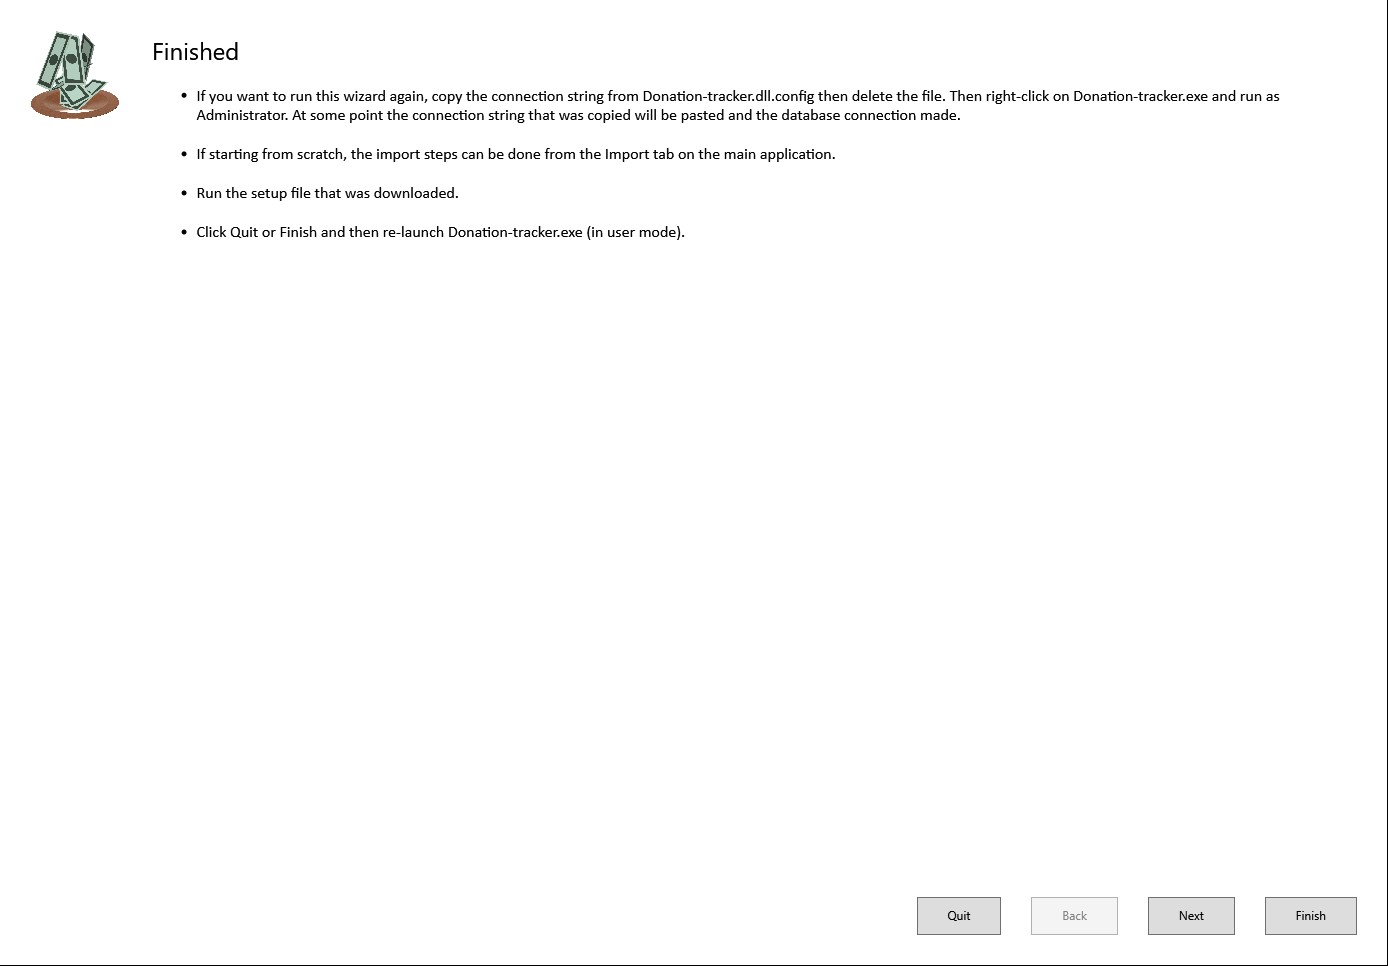 Finished
• If you want to run this wizard again, copy the connection string from Donation-tracker.dll.config then delete the file. Then right-click on Donation-tracker.exe and run as
Administrator. At some point the connection string that was copied will be pasted and the database connection made.
• If starting from scratch, the import steps can be done from the Import tab on the main application.
• Run the setup file that was downloaded.
• Click Quit or Finish and then re-launch Donation-tracker.exe (in user mode).
Quit Back Next Finish